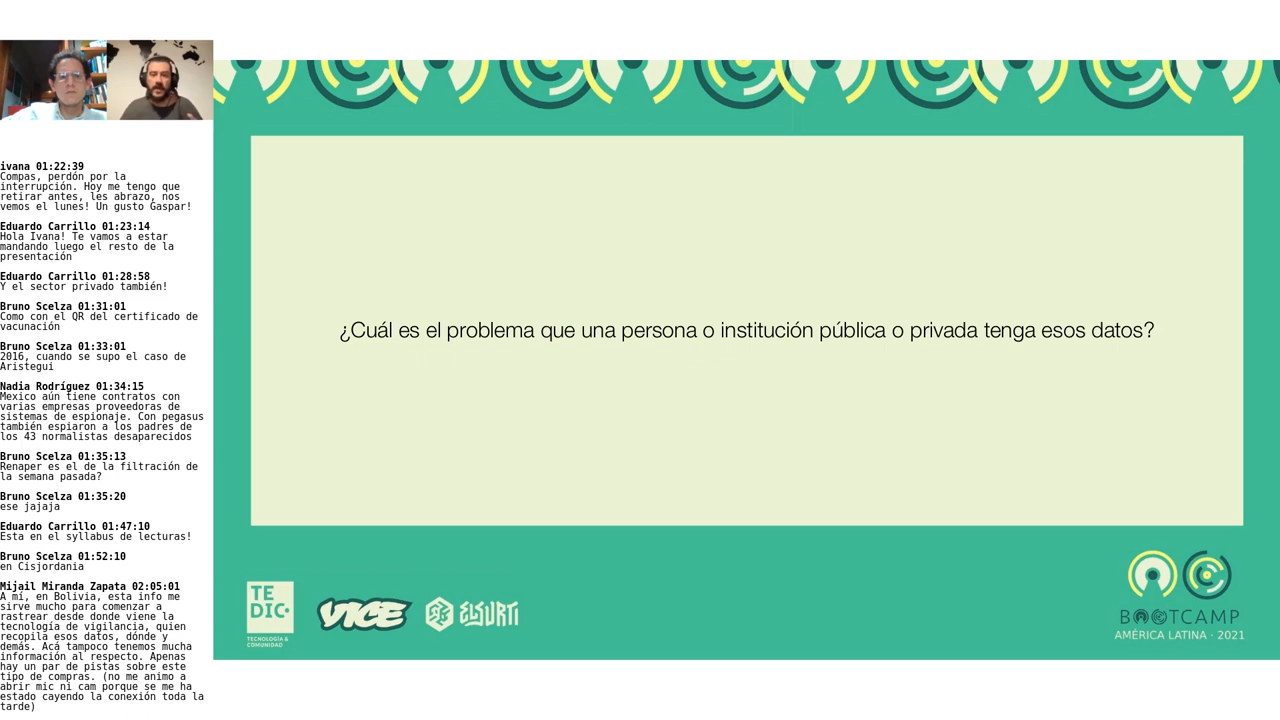 ivana 01:22:39
Compas, perdón por la
interrupción. Hoy me tengo que
retirar antes, les abrazo, nos
vemos el lunes! Un gusto Gaspar!
Eduardo Carrillo 01:23:14
Hola Ivana! Te vamos a estar
mandando luego el resto de la
presentación
Eduardo Carrillo 01:28:58
Y el sector privado también!
Bruno Scelza 01:31:01
Como con el QR del certificado de
vacunación
Bruno Scelza 01:33:01
2016, cuando se supo el caso de
Aristegui
Nadia Rodríguez 01:34:15
Mexico aún tiene contratos con
varias empresas proveedoras de
sistemas de espionaje. Con pegasus
también espiaron a los padres de
los 43 normalistas desaparecidos
Bruno Scelza 01:35:13
Renaper es el de la filtración de
la semana pasada?
Bruno Scelza 01:35:20
ese jajaja
Eduardo Carrillo 01:47:10
Esta en el syllabus de lecturas!
Bruno Scelza 01:52:10
en Cisjordania
Mijail Miranda Zapata 02:05:01
A mí, en Bolivia, esta info me
sirve mucho para comenzar a
rastrear desde donde viene la
tecnología de vigilancia, quien
recopila esos datos, dónde y
demás. Acá tampoco tenemos mucha
información al respecto. Apenas
hay un par de pistas sobre este
tipo de compras. (no me animo a
abrir mic ni cam porque se me ha
estado cayendo la conexión toda la
tarde)
¿Cuál es el problema que una persona o institución pública o privada tenga esos datos?
TE
DIC
TECNOLOGÍA &
COMUNIDAD
VICE
ELSURTI
BOOTCAMP
AMÉRICA LATINA · 2021